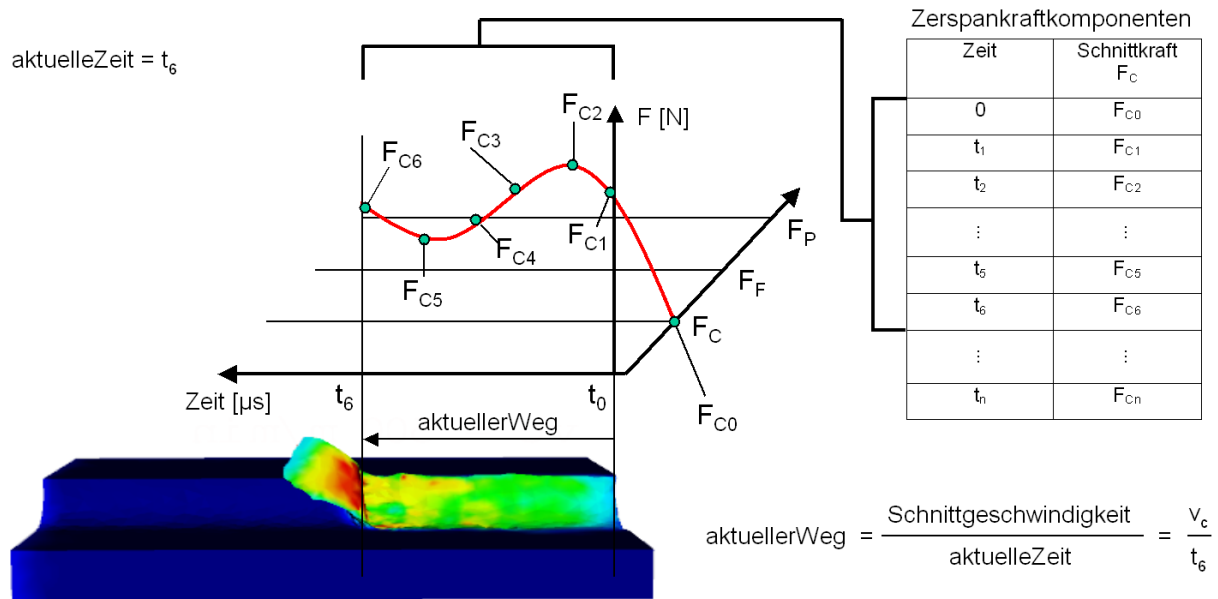 aktuelleZeit = t6
Zerspankraftkomponenten
Zeit Schnittkraft FC
0 FC0
t1 FC1
t2 FC2
⋮ ⋮
t5 FC5
t6 FC6
⋮ ⋮
tn FCn
F [N]
FC2
FC3
FC6
FC1
FC4
FC5
FP
FF
FC
FC0
Zeit [µs]
t6
t0
aktuellerWeg
aktuellerWeg = Schnittgeschwindigkeit / aktuelleZeit = vc / t6